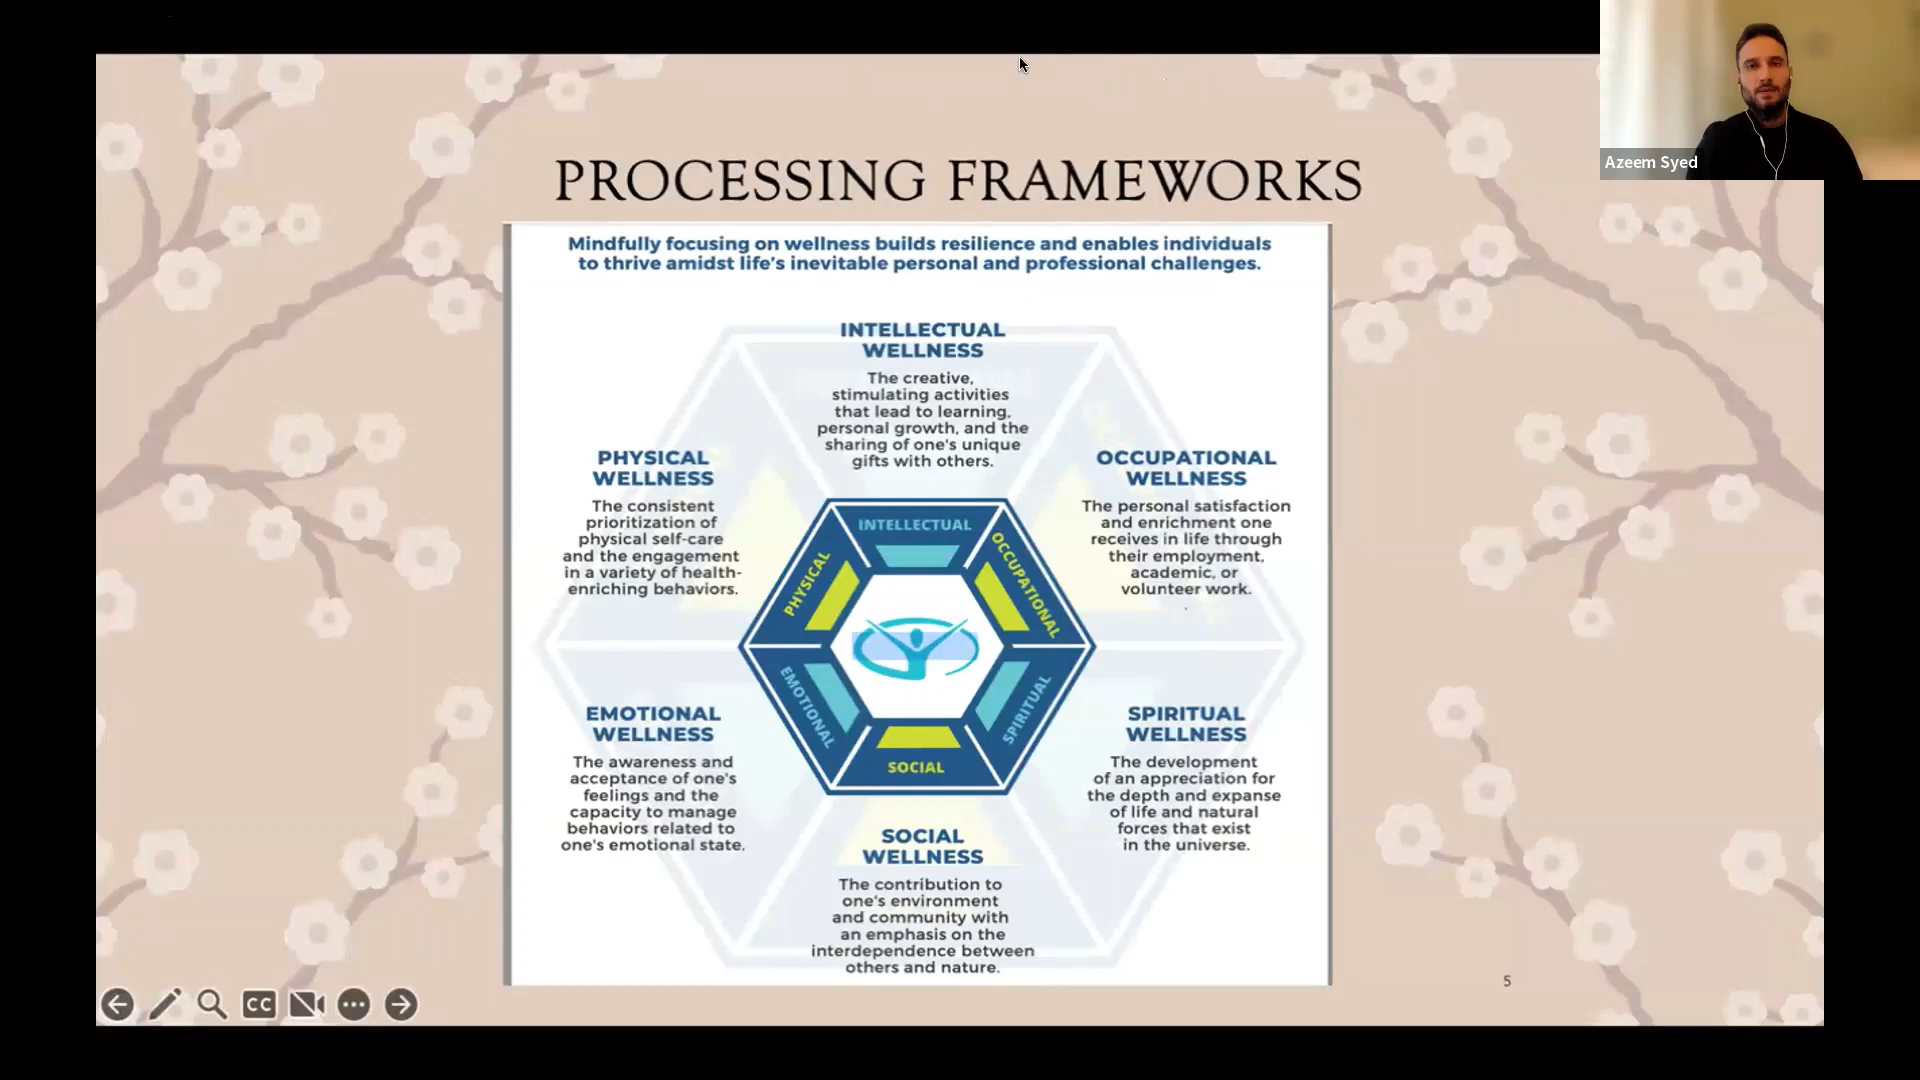 Azeem Syed
PROCESSING FRAMEWORKS
Mindfully focusing on wellness builds resilience and enables individuals
to thrive amidst life's inevitable personal and professional challenges.
INTELLECTUAL
WELLNESS
The creative,
stimulating activities
that lead to learning,
personal growth, and the
sharing of one's unique
gifts with others.
PHYSICAL
WELLNESS
The consistent
prioritization of
physical self-care
and the engagement
in a variety of health-
enriching behaviors.
OCCUPATIONAL
WELLNESS
The personal satisfaction
and enrichment one
receives in life through
their employment,
academic, or
volunteer work.
INTELLECTUAL
PHYSICAL
OCCUPATIONAL
EMOTIONAL
SPIRITUAL
SOCIAL
EMOTIONAL
WELLNESS
The awareness and
acceptance of one's
feelings and the
capacity to manage
behaviors related to
one's emotional state.
SPIRITUAL
WELLNESS
The development
of an appreciation for
the depth and expanse
of life and natural
forces that exist
in the universe.
SOCIAL
WELLNESS
The contribution to
one's environment
and community with
an emphasis on the
interdependence between
others and nature.
5
CC